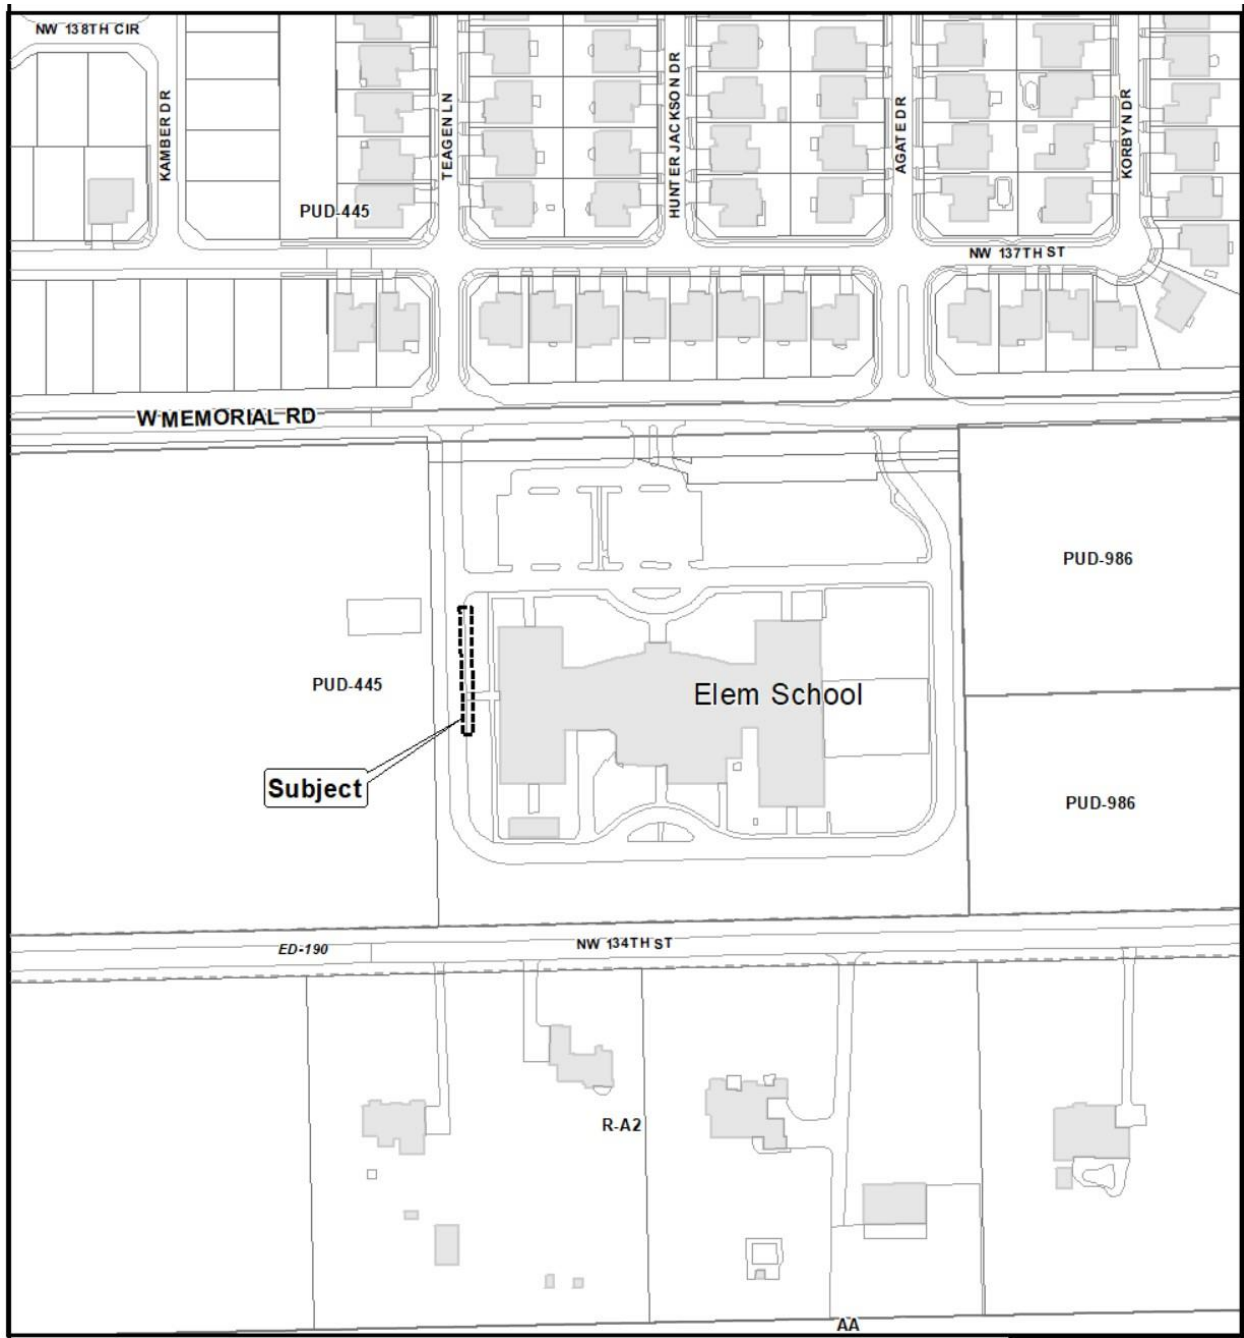 NW 138TH CIR
KAMBER DR
TEAGEN LN
HUNTER JACKSON DR
AGATE DR
KORBYN DR
PUD-445
NW 137TH ST
W MEMORIAL RD
PUD-986
PUD-445
Elem School
Subject
PUD-986
ED-190
NW 134TH ST
R-A2
AA